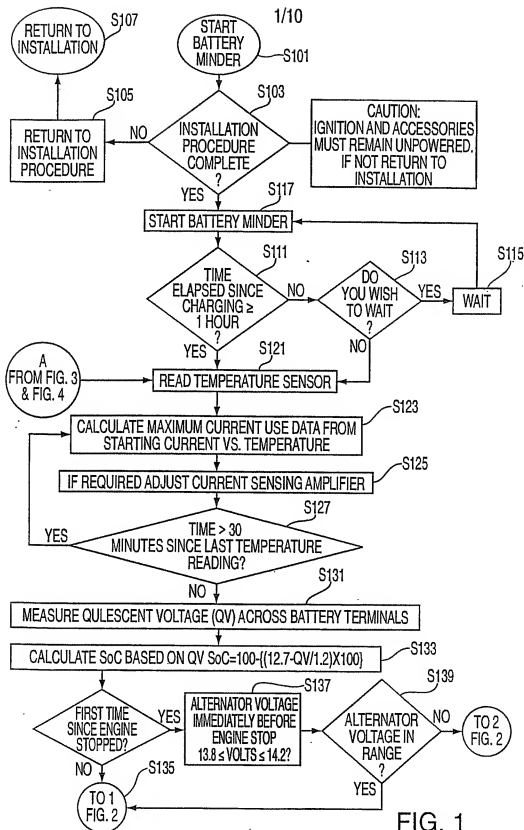 1/10
RETURN TO
INSTALLATION
S107
START
BATTERY
MINDER
S101
S103
S105
RETURN TO
INSTALLATION
PROCEDURE
NO
INSTALLATION
PROCEDURE
COMPLETE
?
CAUTION:
IGNITION AND ACCESSORIES
MUST REMAIN UNPOWERED,
IF NOT RETURN TO
INSTALLATION
YES
S117
START BATTERY MINDER
S111
TIME
ELAPSED SINCE
CHARGING ≥
1 HOUR
?
NO
S113
DO
YOU WISH
TO WAIT
?
YES
S115
WAIT
NO
YES
S121
A
FROM FIG. 3
& FIG. 4
READ TEMPERATURE SENSOR
S123
CALCULATE MAXIMUM CURRENT USE DATA FROM
STARTING CURRENT VS. TEMPERATURE
S125
IF REQUIRED ADJUST CURRENT SENSING AMPLIFIER
S127
YES
TIME > 30
MINUTES SINCE LAST TEMPERATURE
READING?
NO
S131
MEASURE QULESCENT VOLTAGE (QV) ACROSS BATTERY TERMINALS
S133
CALCULATE SoC BASED ON QV SoC=100-{(12.7-QV/1.2)X100}
FIRST TIME
SINCE ENGINE
STOPPED?
YES
S137
ALTERNATOR VOLTAGE
IMMEDIATELY BEFORE
ENGINE STOP
13.8 ≤ VOLTS ≤ 14.2?
S139
ALTERNATOR
VOLTAGE IN
RANGE
?
NO
TO 2
FIG. 2
NO
S135
TO 1
FIG. 2
YES
FIG. 1